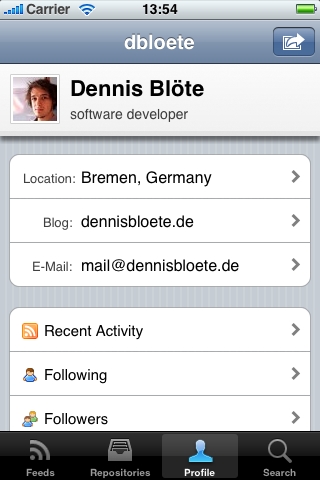 Carrier 13:54
dbloete
Dennis Blöte
software developer
Location: Bremen, Germany
Blog: dennisbloete.de
E-Mail: mail@dennisbloete.de
Recent Activity
Following
Followers
Feeds Repositories Profile Search